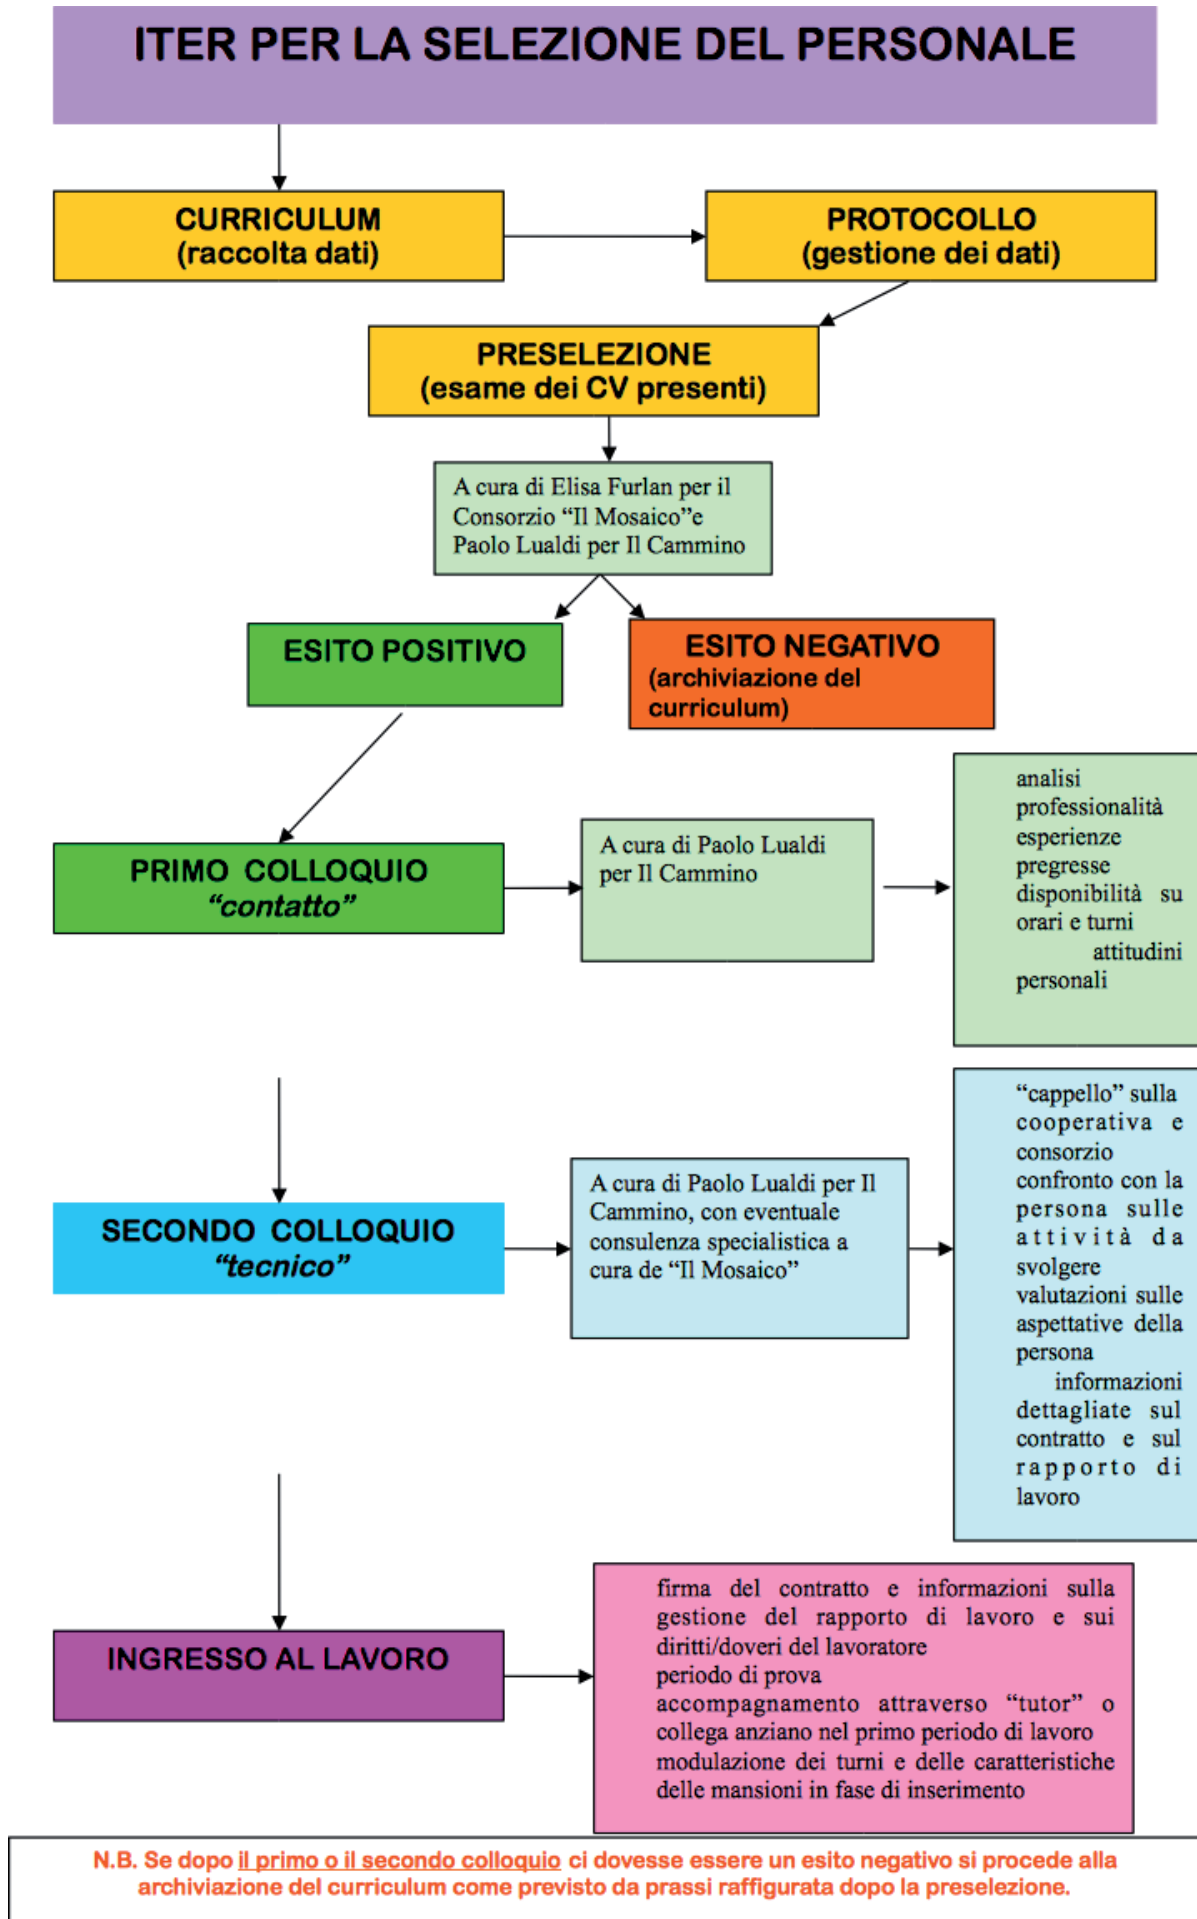 ITER PER LA SELEZIONE DEL PERSONALE
CURRICULUM
(raccolta dati)
PROTOCOLLO
(gestione dei dati)
PRESELEZIONE
(esame dei CV presenti)
A cura di Elisa Furlan per il
Consorzio “Il Mosaico”e
Paolo Lualdi per Il Cammino
ESITO POSITIVO
ESITO NEGATIVO
(archiviazione del
curriculum)
PRIMO COLLOQUIO
“contatto”
A cura di Paolo Lualdi
per Il Cammino
analisi
professionalità
esperienze
pregresse
disponibilità su
orari e turni
attitudini
personali
SECONDO COLLOQUIO
“tecnico”
A cura di Paolo Lualdi per Il
Cammino, con eventuale
consulenza specialistica a
cura de “Il Mosaico”
“cappello” sulla
cooperativa e
consorzio
confronto con la
persona sulle
attività da
svolgere
valutazioni sulle
aspettative della
persona
informazioni
dettagliate sul
contratto e sul
rapporto di
lavoro
INGRESSO AL LAVORO
firma del contratto e informazioni sulla
gestione del rapporto di lavoro e sui
diritti/doveri del lavoratore
periodo di prova
accompagnamento attraverso “tutor” o
collega anziano nel primo periodo di lavoro
modulazione dei turni e delle caratteristiche
delle mansioni in fase di inserimento
N.B. Se dopo il primo o il secondo colloquio ci dovesse essere un esito negativo si procede alla
archiviazione del curriculum come previsto da prassi raffigurata dopo la preselezione.